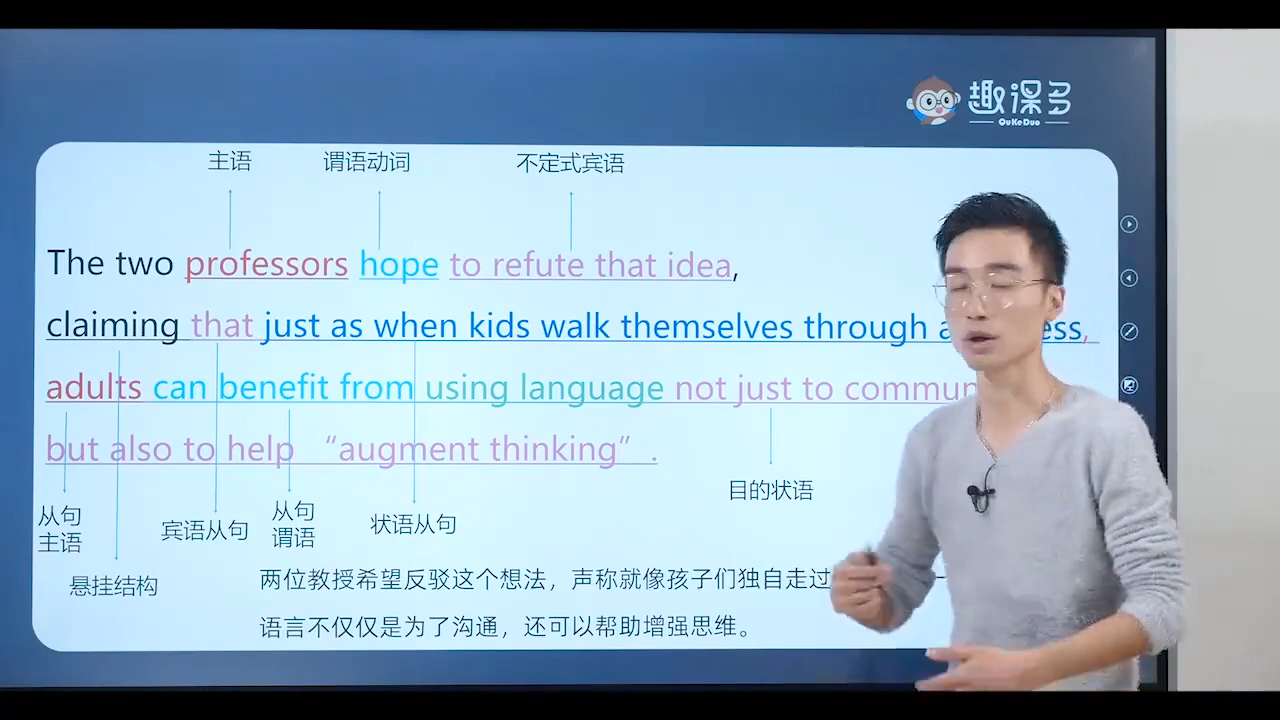 趣课多
QuKeDuo
主语 谓语动词 不定式宾语
The two professors hope to refute that idea,
claiming that just as when kids walk themselves through a
adults can benefit from using language not just to
but also to help “augment thinking”.
目的状语
从句
主语
宾语从句
从句
谓语
状语从句
悬挂结构
两位教授希望反驳这个想法，声称就像孩子们独自走过
语言不仅仅是为了沟通，还可以帮助增强思维。